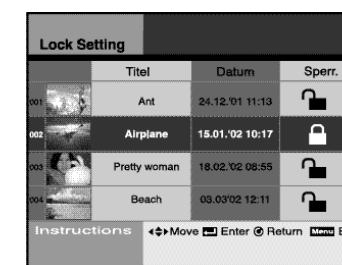 Lock Setting
Titel Datum Sperr.
001 Ant 24.12.'01 11:13
002 Airplane 15.01.'02 10:17
003 Pretty woman 18.02.'02 08:55
004 Beach 03.03'02 12:11
Instructions Move Enter Return Menu E